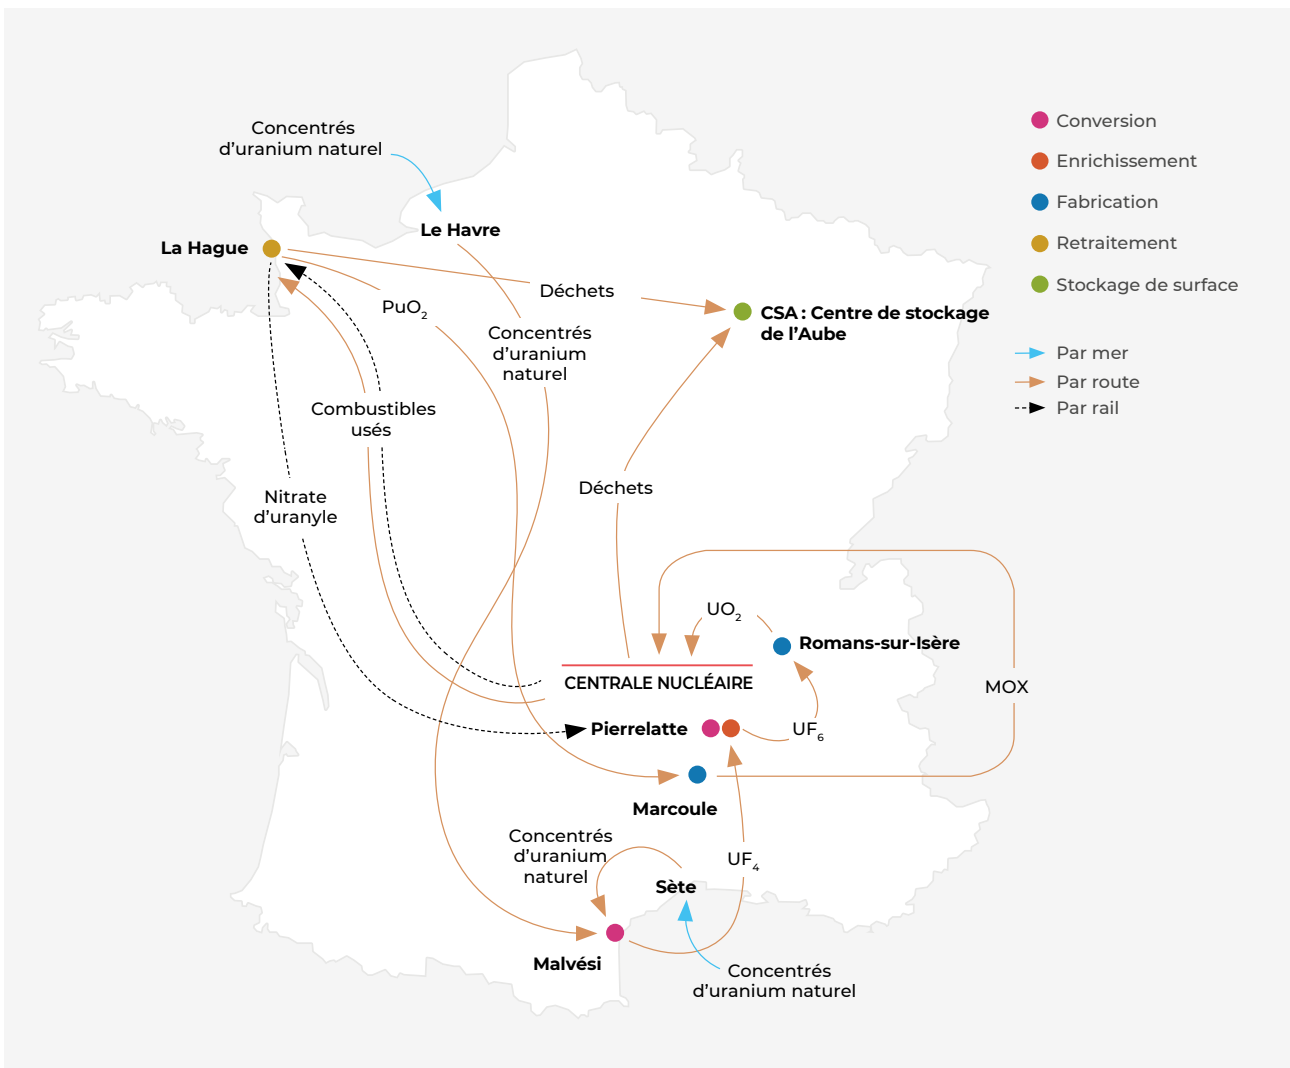 Concentrés
d’uranium naturel
Le Havre
La Hague
PuO₂
Déchets
Concentrés
d’uranium
naturel
CSA : Centre de stockage
de l’Aube
Combustibles
usés
Nitrate
d’uranyle
Déchets
UO₂
Romans-sur-Isère
CENTRALE NUCLÉAIRE
MOX
Pierrelatte
UF₆
Marcoule
Concentrés
d’uranium
naturel
UF₄
Sète
Malvési
Concentrés
d’uranium naturel
Conversion
Enrichissement
Fabrication
Retraitement
Stockage de surface
Par mer
Par route
Par rail